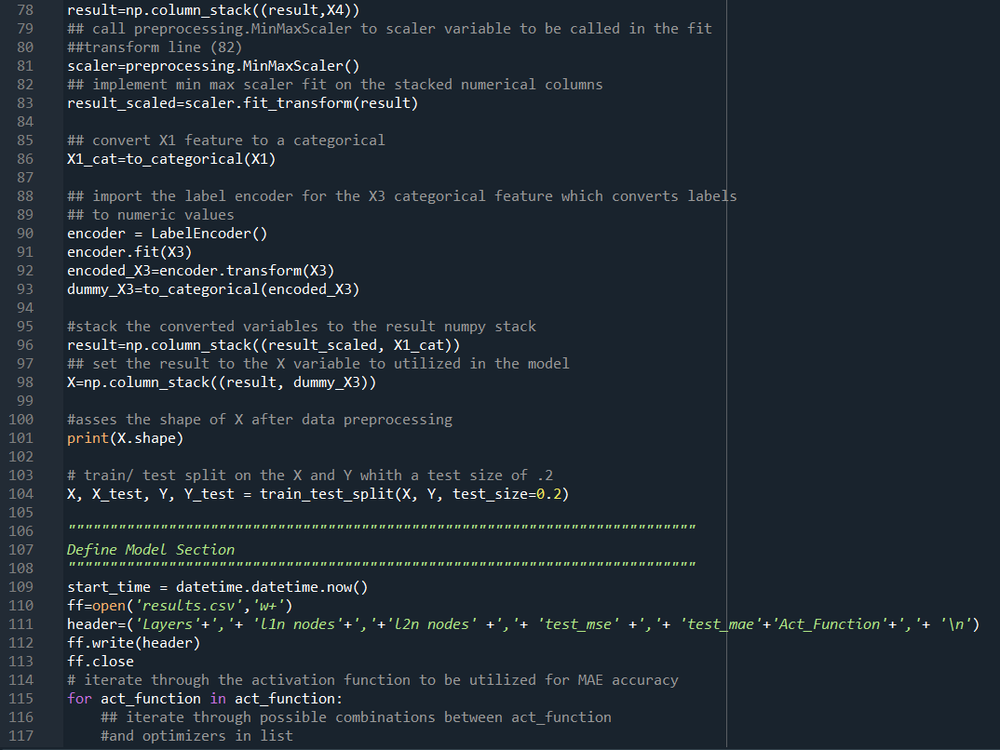 78 result=np.column_stack((result,X4))
79 ## call preprocessing.MinMaxScaler to scaler variable to be called in the fit
80 ##transform line (82)
81 scaler=preprocessing.MinMaxScaler()
82 ## implement min max scaler fit on the stacked numerical columns
83 result_scaled=scaler.fit_transform(result)
84
85 ## convert X1 feature to a categorical
86 X1_cat=to_categorical(X1)
87
88 ## import the label encoder for the X3 categorical feature which converts labels
89 ## to numeric values
90 encoder = LabelEncoder()
91 encoder.fit(X3)
92 encoded_X3=encoder.transform(X3)
93 dummy_X3=to_categorical(encoded_X3)
94
95 #stack the converted variables to the result numpy stack
96 result=np.column_stack((result_scaled, X1_cat))
97 ## set the result to the X variable to utilized in the model
98 X=np.column_stack((result, dummy_X3))
99
100 #asses the shape of X after data preprocessing
101 print(X.shape)
102
103 # train/ test split on the X and Y whith a test size of .2
104 X, X_test, Y, Y_test = train_test_split(X, Y, test_size=0.2)
105
106 """""""""""""""""""""""""""""""""""""""""""""""""""""""""""""""""""""""""""
107 Define Model Section
108 """""""""""""""""""""""""""""""""""""""""""""""""""""""""""""""""""""""""""
109 start_time = datetime.datetime.now()
110 ff=open('results.csv','w+')
111 header=('Layers'+','+ 'l1n nodes'+','+'l2n nodes' +','+ 'test_mse' +','+ 'test_mae'+'Act_Function'+','+ '\n')
112 ff.write(header)
113 ff.close
114 # iterate through the activation function to be utilized for MAE accuracy
115 for act_function in act_function:
116 ## iterate through possible combinations between act_function
117 #and optimizers in list